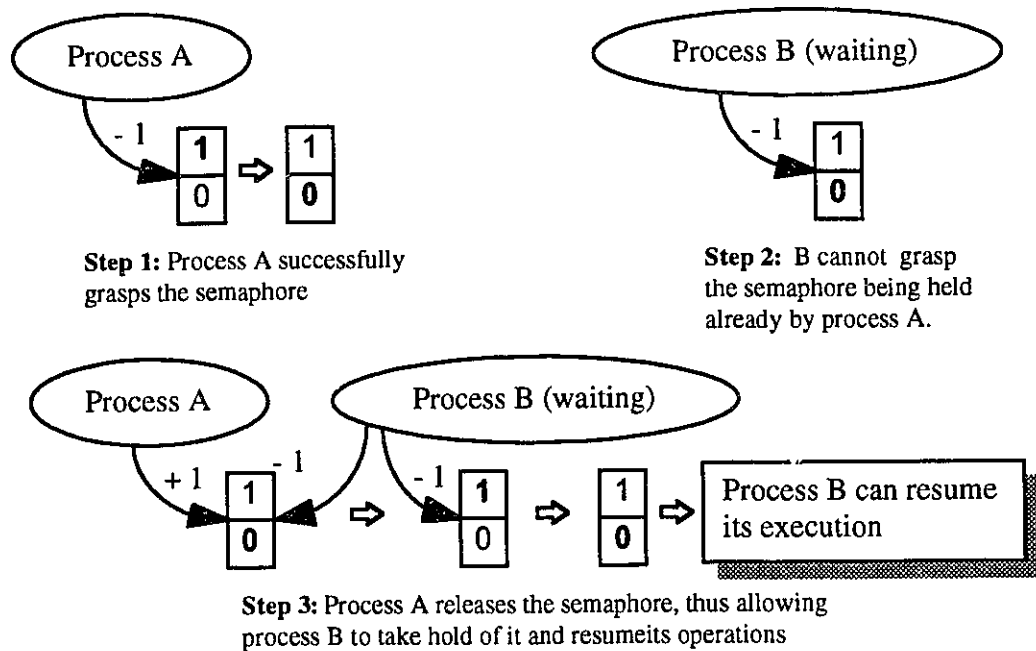 Process A
Process B (waiting)
- 1
1
0
1
0
- 1
1
0
Step 1: Process A successfully
grasps the semaphore
Step 2: B cannot grasp
the semaphore being held
already by process A.
Process A
Process B (waiting)
+ 1
- 1
1
0
- 1
1
0
1
0
Process B can resume
its execution
Step 3: Process A releases the semaphore, thus allowing
process B to take hold of it and resumeits operations